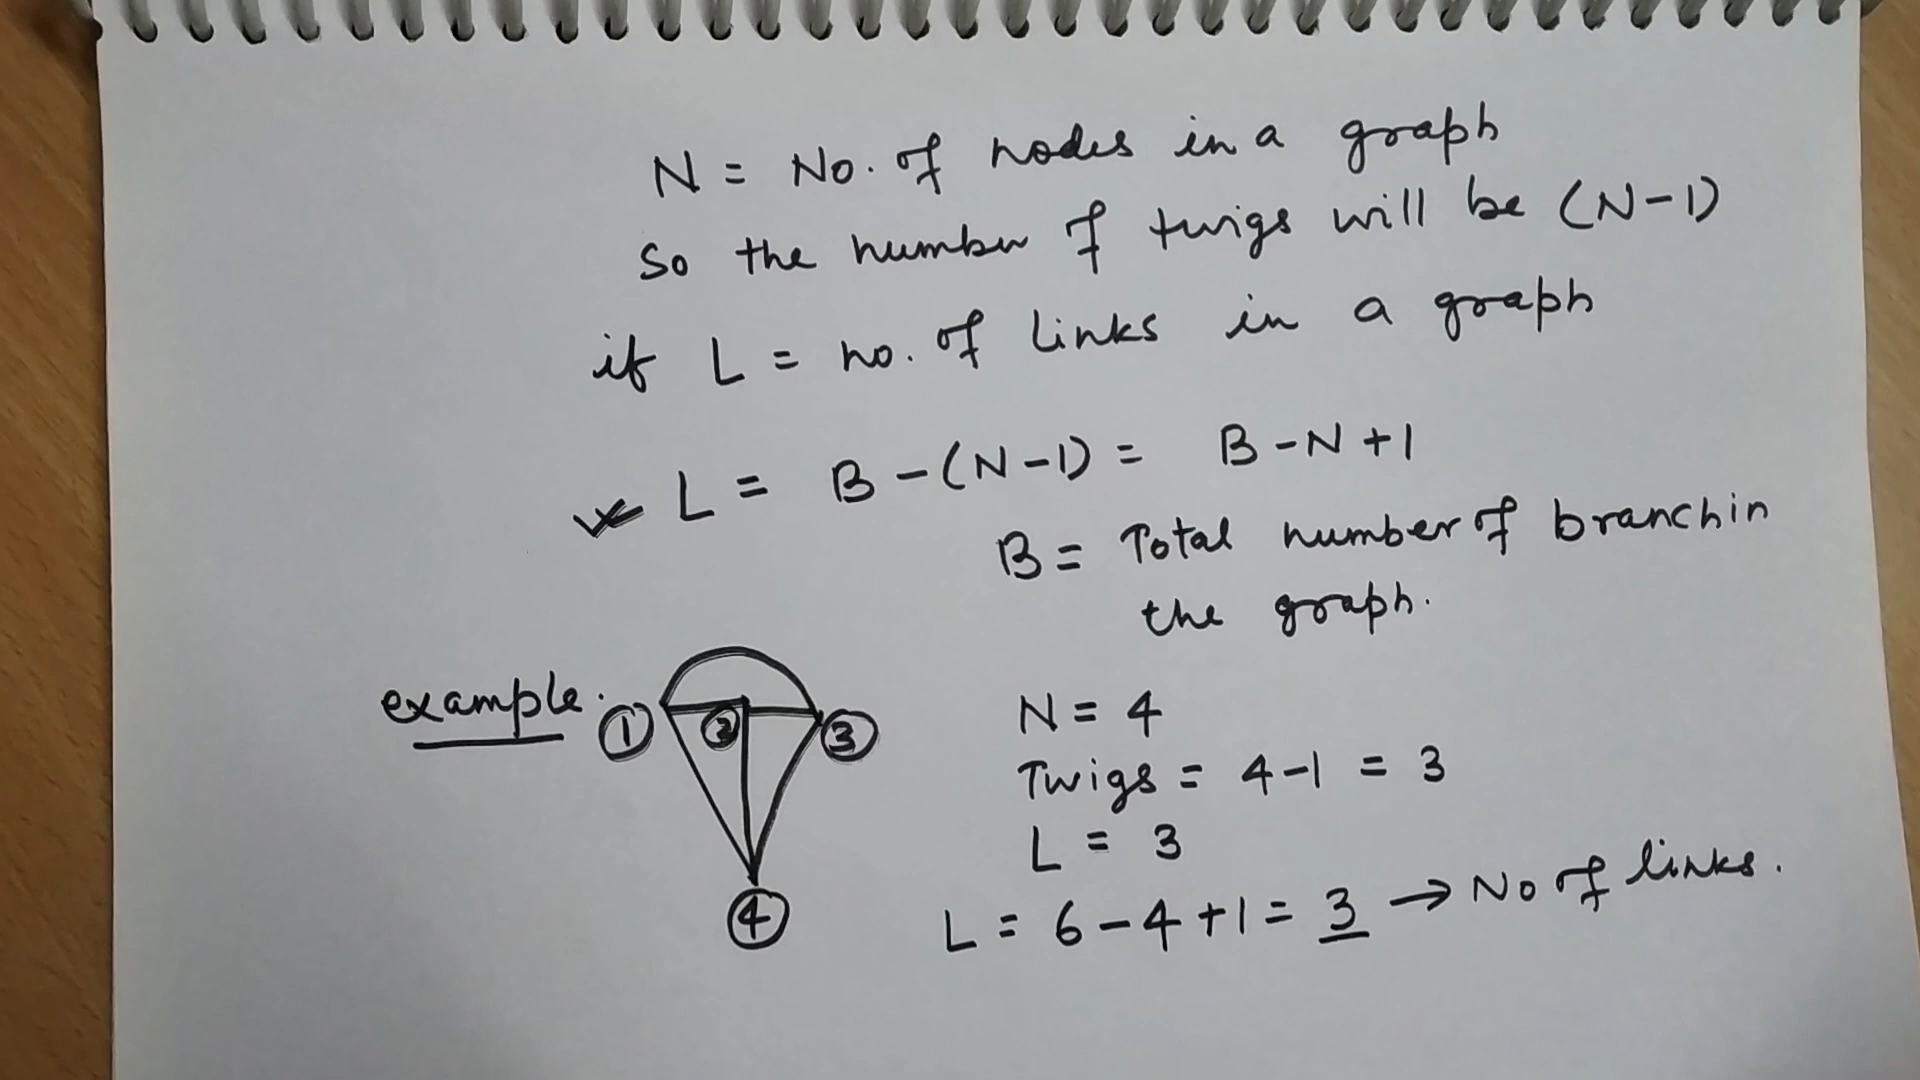 N = No. of nodes in a graph
So the number of twigs will be (N-1)
if L = no. of links in a graph
L = B - (N-1) = B - N + 1
B = Total number of branch in
the graph.
example.
1 2 3
4
N = 4
Twigs = 4-1 = 3
L = 3
L = 6 - 4 + 1 = 3 → No of links.